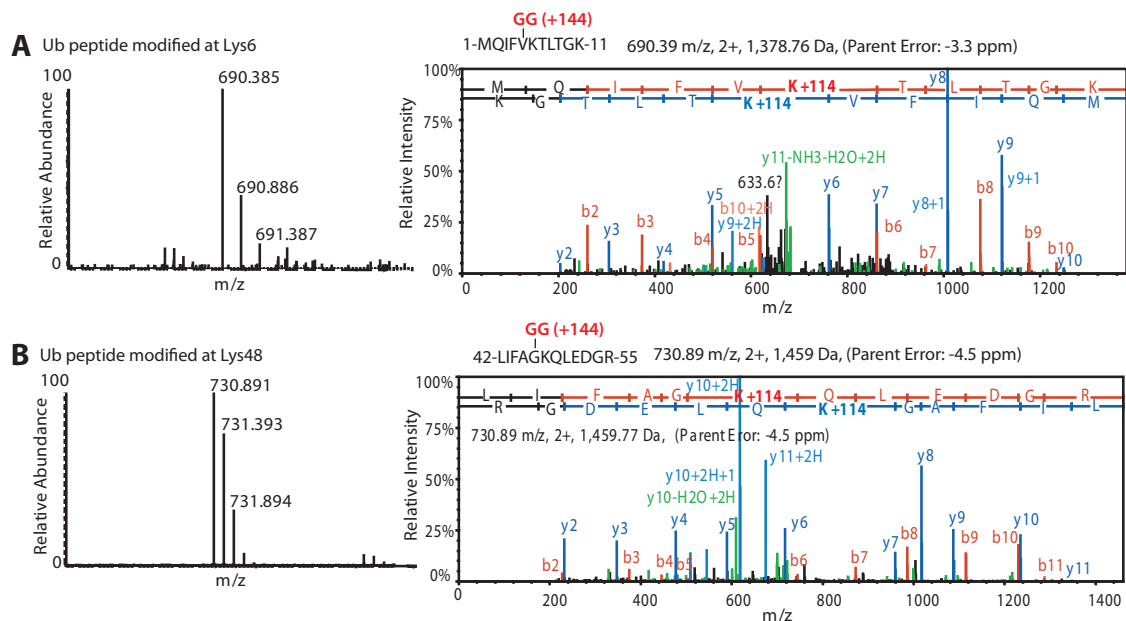 A
Ub peptide modified at Lys6
GG (+144)
1-MQIFVKTLTGK-11
690.39 m/z, 2+, 1,378.76 Da, (Parent Error: -3.3 ppm)
Relative Abundance
100
0
690.385
690.886
691.387
m/z
Relative Intensity
100%
75%
50%
25%
0%
M Q I F V K +114 T L T G K
K G T L T K +114 V F I Q M
y8
y11-NH3-H2O+2H
y9
633.6?
y9+1
y5
b10+2H
y6
y7
y8+1
b8
b2
y3
b3
y9+2H
b6
b4
b5
b9
y2
y4
b7
b10
y10
0 200 400 600 800 1000 1200
m/z
B
Ub peptide modified at Lys48
GG (+144)
42-LIFAGKQLEDGR-55
730.89 m/z, 2+, 1,459 Da, (Parent Error: -4.5 ppm)
Relative Abundance
100
0
730.891
731.393
731.894
m/z
Relative Intensity
100%
75%
50%
25%
0%
y10+2H
L I F A G K +114 Q L E D G R
R G D E L Q K +114 G A F I L
730.89 m/z, 2+, 1,459.77 Da, (Parent Error: -4.5 ppm)
y11+2H
y8
y10+2H+1
y10-H2O+2H
y2
y3
y4
y5
y6
y7
b8
y9
b9
b10
y10
b2
b3
b4
b5
b6
b7
b11
y11
0 200 400 600 800 1000 1200 1400
m/z